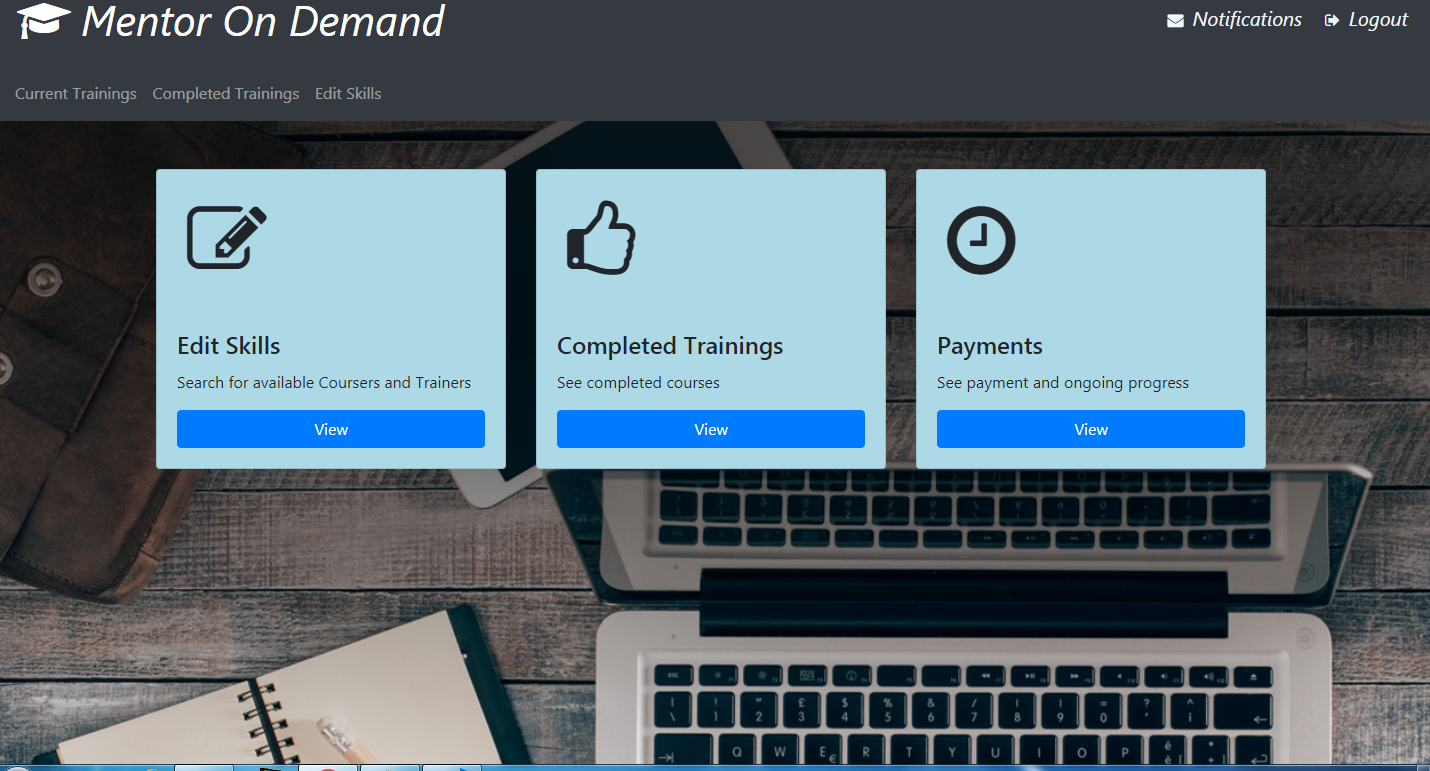 Mentor On Demand
Notifications Logout
Current Trainings Completed Trainings Edit Skills
Edit Skills
Search for available Coursers and Trainers
View
Completed Trainings
See completed courses
View
Payments
See payment and ongoing progress
View
esc
Q W E R T Y U I O P